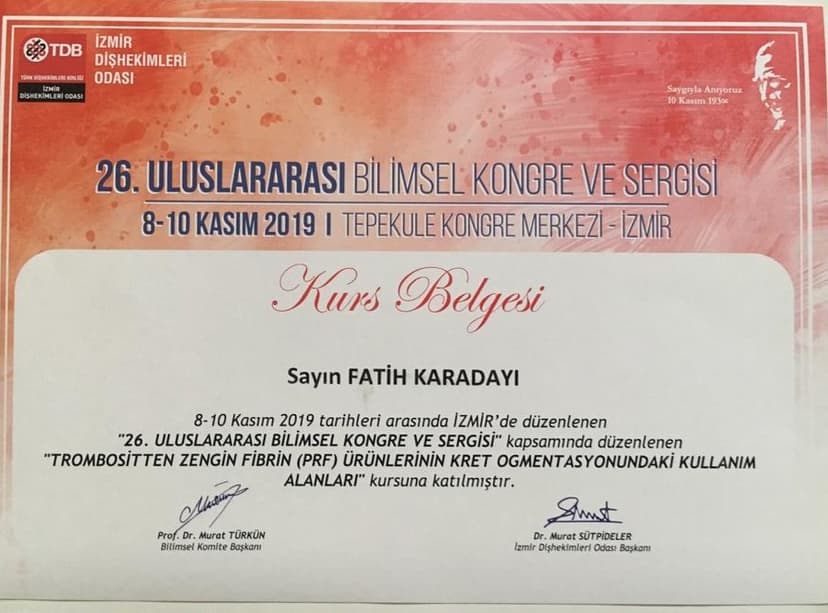 TDB
TÜRK DİŞHEKİMLERİ BİRLİĞİ
İZMİR
DİŞHEKİMLERİ ODASI
İZMİR
DİŞHEKİMLERİ
ODASI
Saygıyla Anıyoruz
10 Kasım 193∞
26. ULUSLARARASI BİLİMSEL KONGRE VE SERGİSİ
8-10 KASIM 2019 I TEPEKULE KONGRE MERKEZİ - İZMİR
Kurs Belgesi
Sayın FATİH KARADAYI
8-10 Kasım 2019 tarihleri arasında İZMİR'de düzenlenen
"26. ULUSLARARASI BİLİMSEL KONGRE VE SERGİSİ" kapsamında düzenlenen
"TROMBOSİTTEN ZENGİN FİBRİN (PRF) ÜRÜNLERİNİN KRET OGMENTASYONUNDAKİ KULLANIM
ALANLARI" kursuna katılmıştır.
Prof. Dr. Murat TÜRKÜN
Bilimsel Komite Başkanı
Dr. Murat SÜTPİDELER
İzmir Dişhekimleri Odası Başkanı